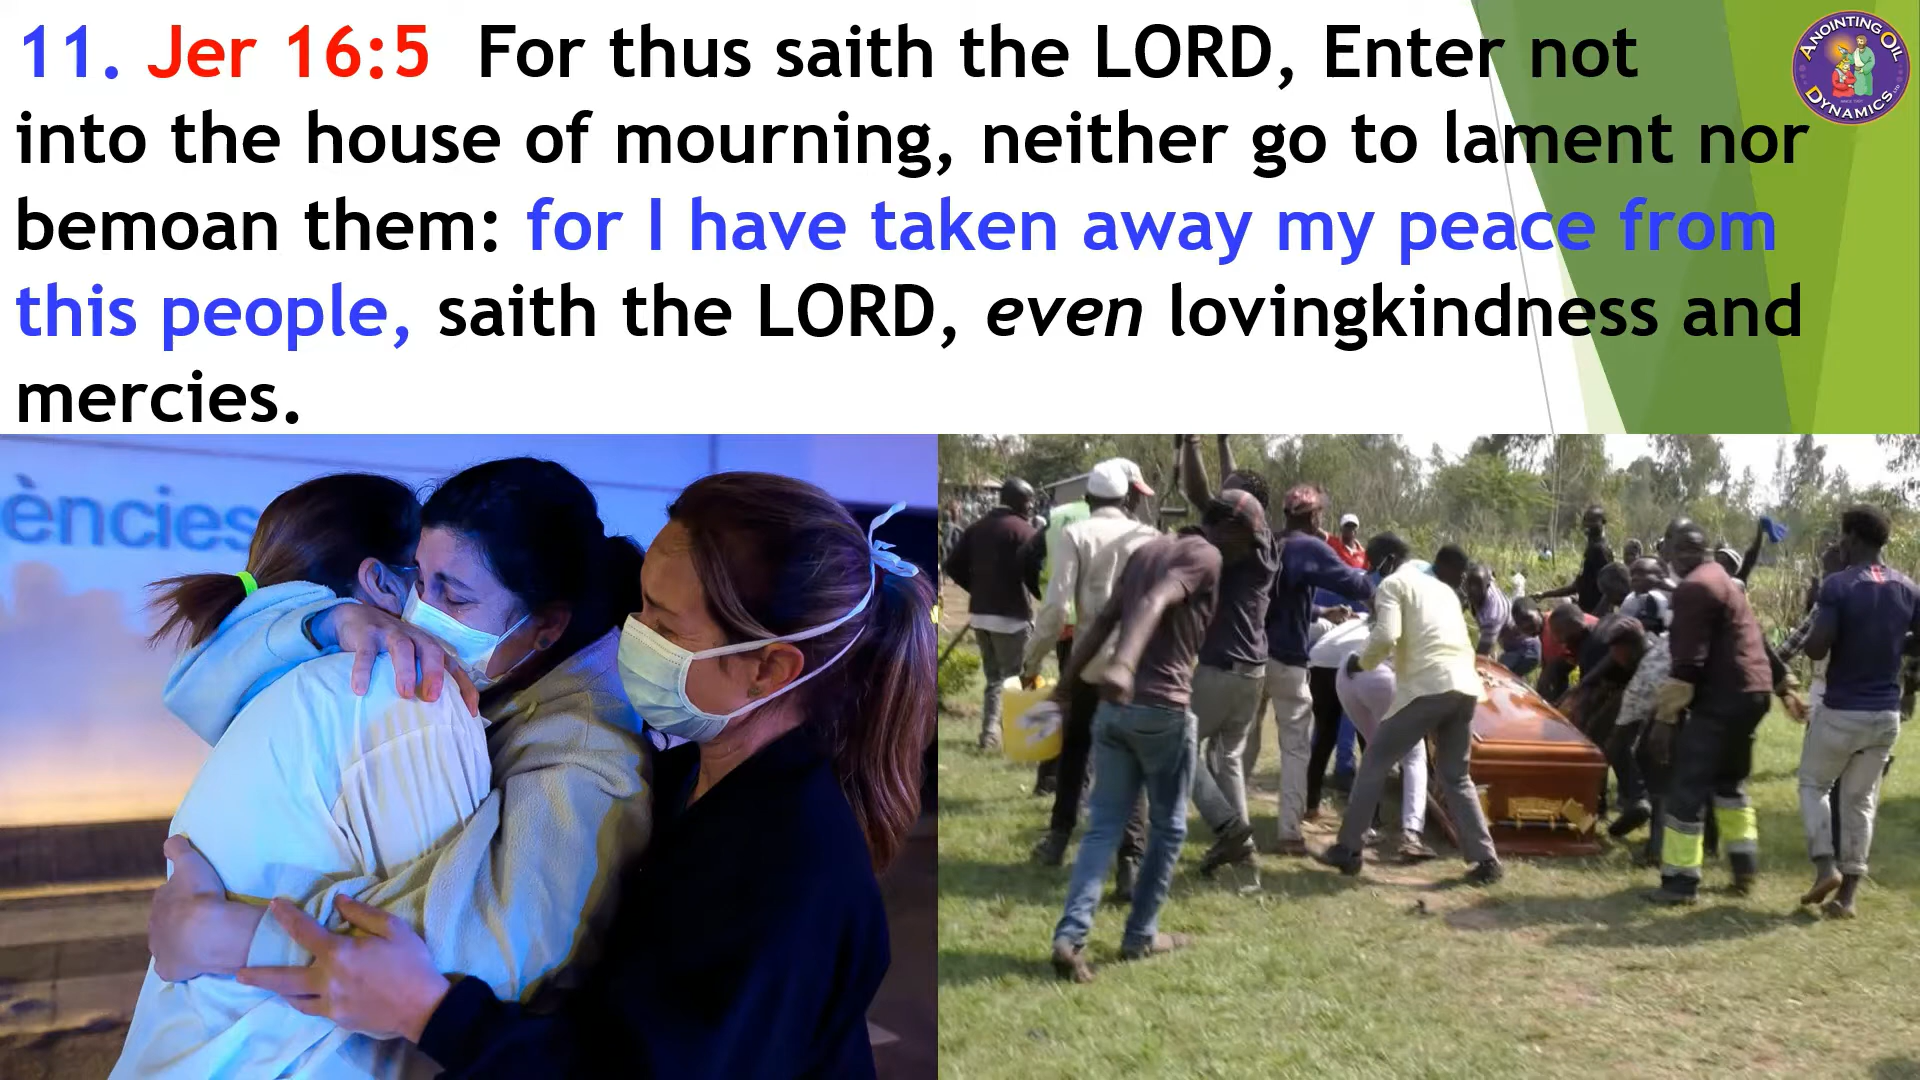 11. Jer 16:5 For thus saith the LORD, Enter not
into the house of mourning, neither go to lament nor
bemoan them: for I have taken away my peace from
this people, saith the LORD, even lovingkindness and
mercies.
ANOINTING OIL
DYNAMICS
ències